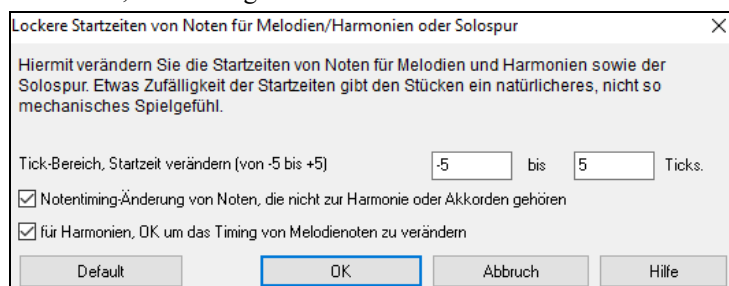 Lockere Startzeiten von Noten für Melodien/Harmonien oder Solospur
Hiermit verändern Sie die Startzeiten von Noten für Melodien und Harmonien sowie der
Solospur. Etwas Zufälligkeit der Startzeiten gibt den Stücken ein natürlicheres, nicht so
mechanisches Spielgefühl.
Tick-Bereich, Startzeit verändern (von -5 bis +5) -5 bis 5 Ticks.
Notentiming-Änderung von Noten, die nicht zur Harmonie oder Akkorden gehören
für Harmonien, OK um das Timing von Melodienoten zu verändern
Default OK Abbruch Hilfe